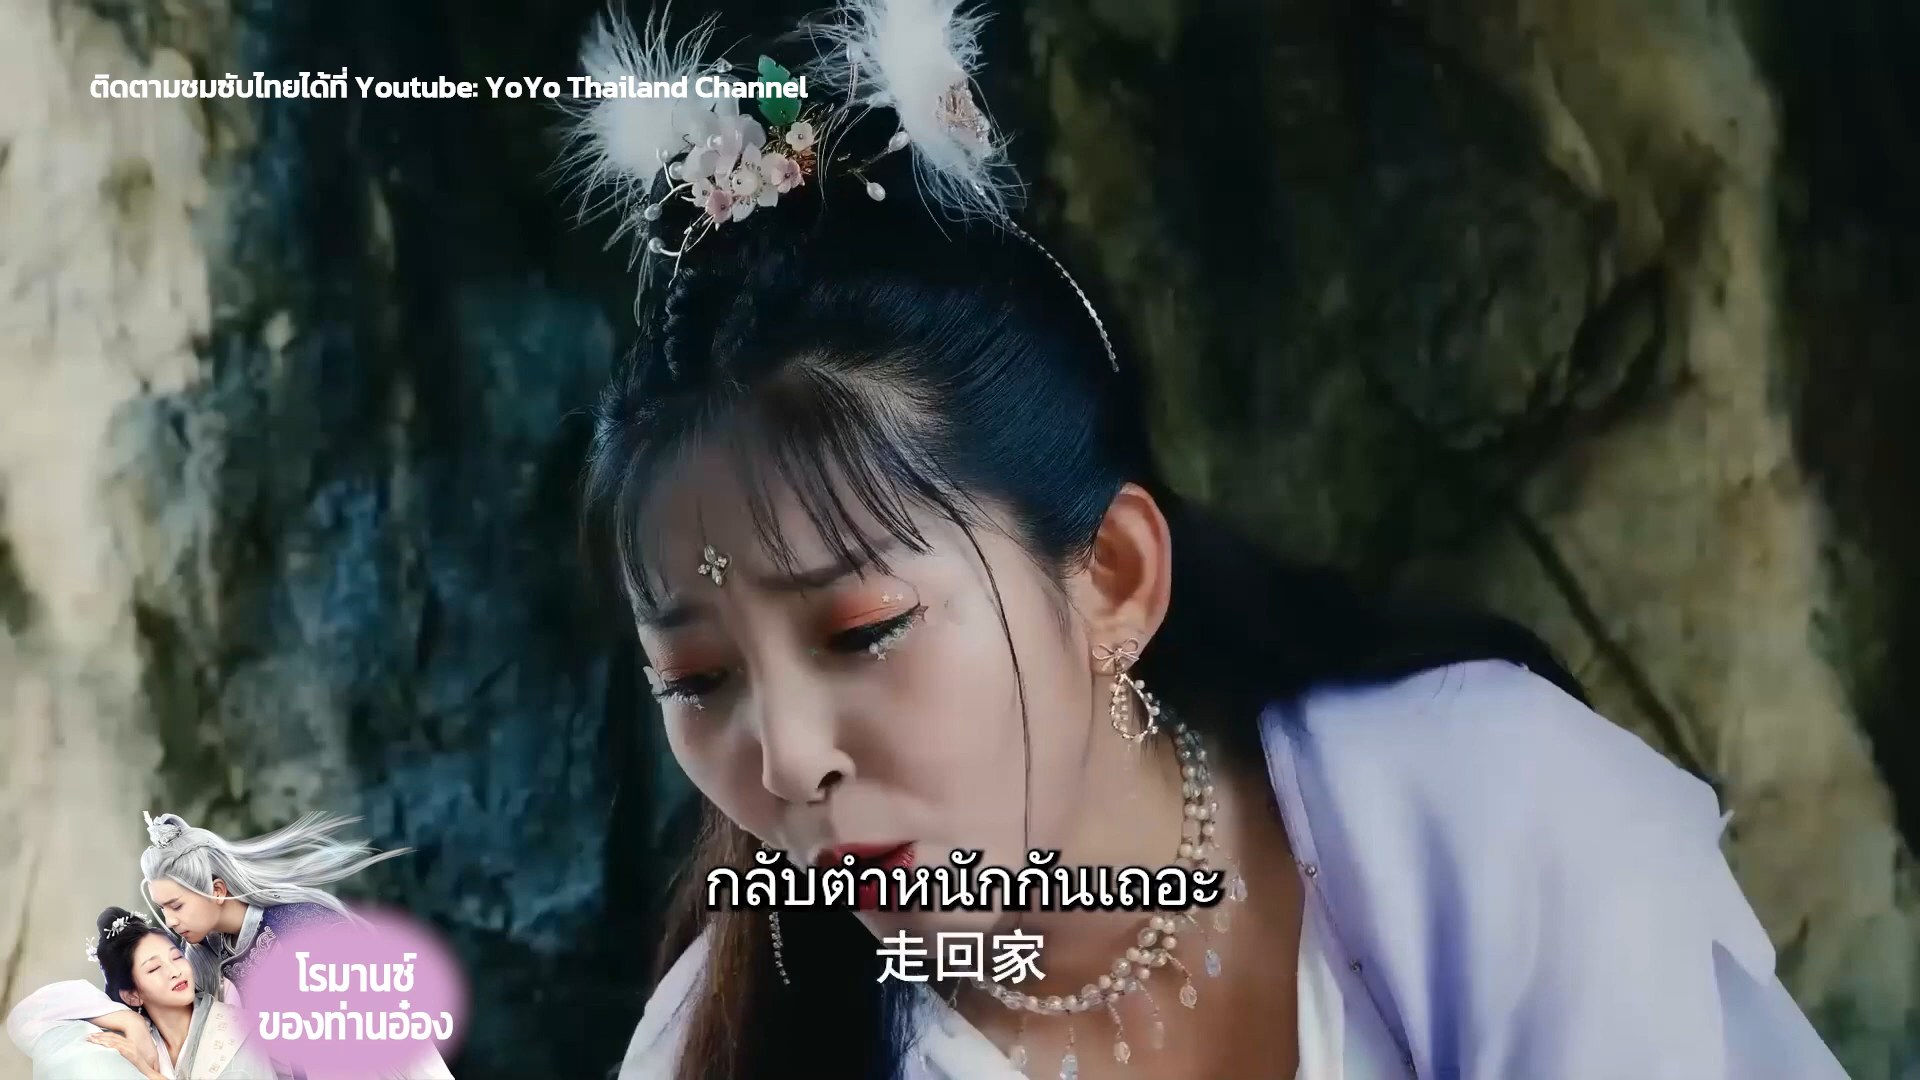 ติดตามชมซับไทยได้ที่ Youtube: YoYo Thailand Channel
กลับตำหนักกันเถอะ
走回家
โรมานซ์
ของท่านอ๋อง